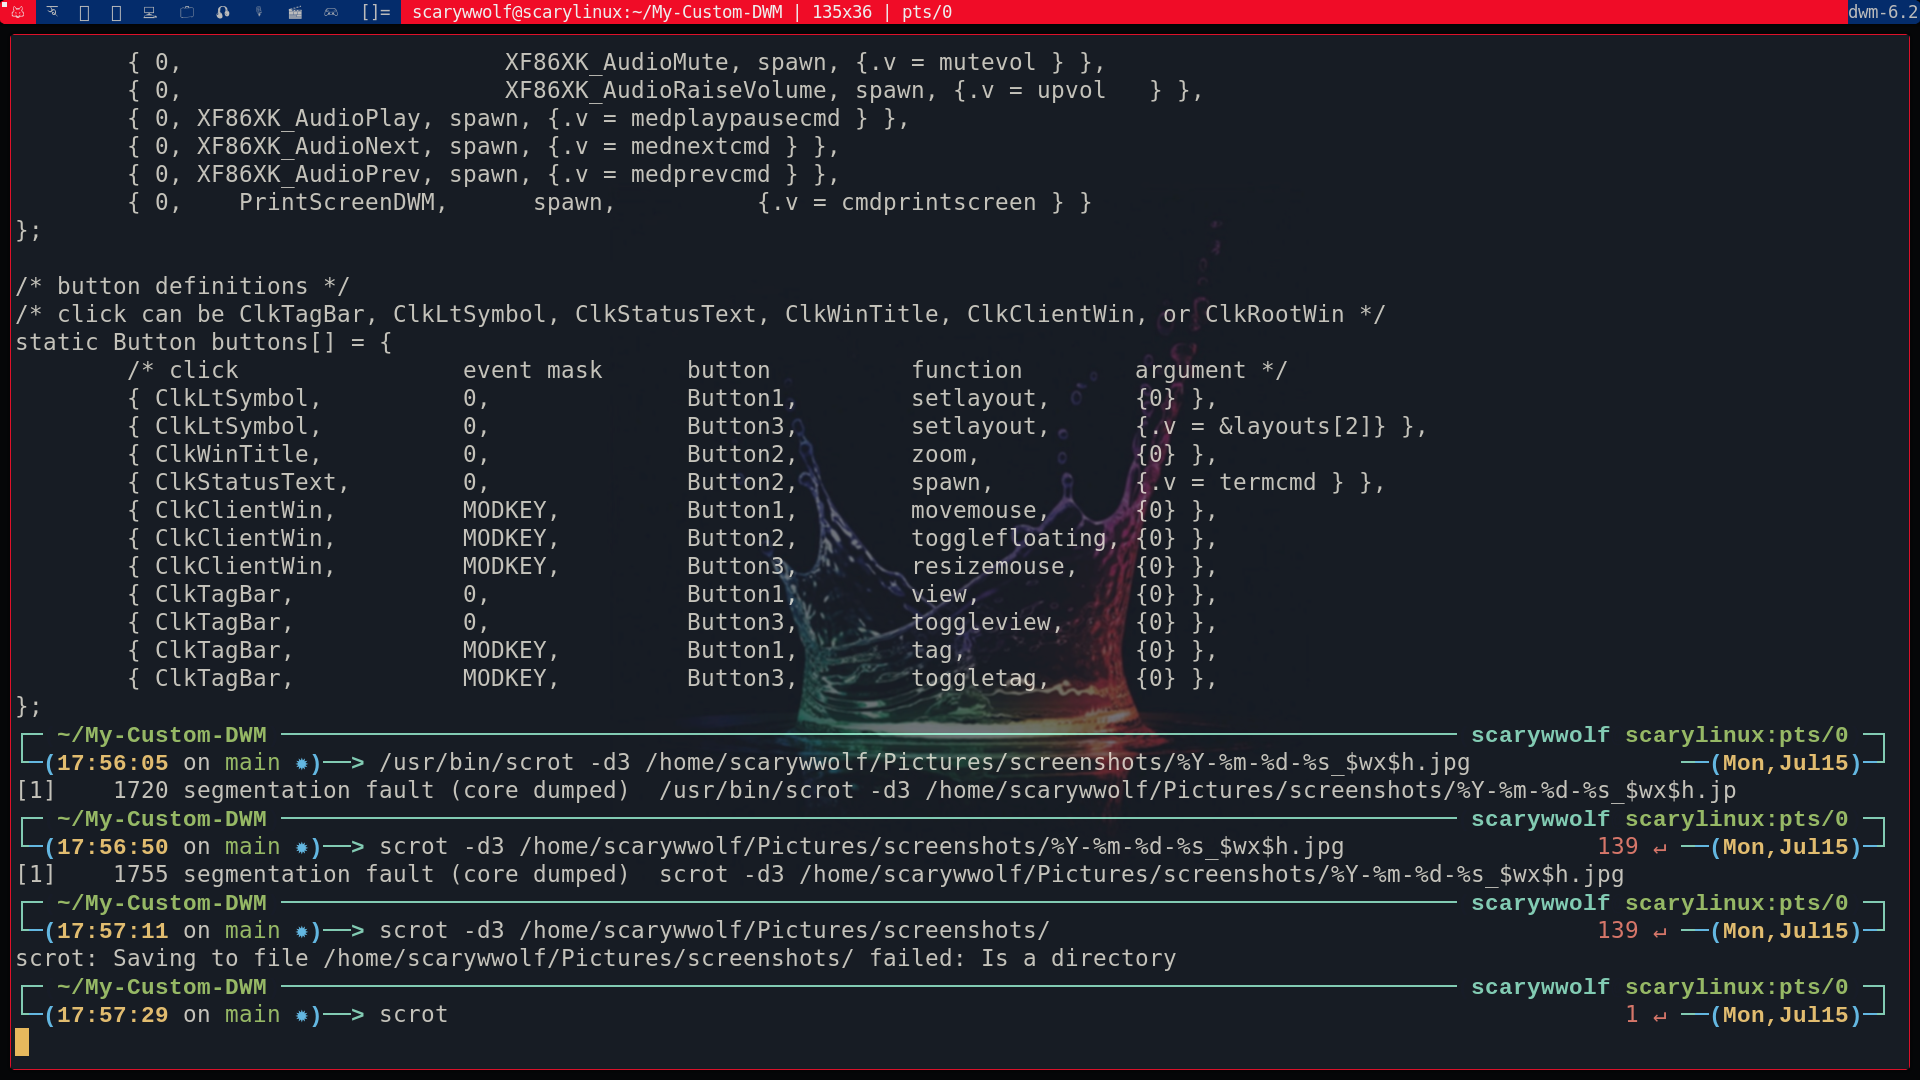 []= scarywwolf@scarylinux:~/My-Custom-DWM | 135x36 | pts/0 dwm-6.2
{ 0, XF86XK_AudioMute, spawn, {.v = mutevol } },
{ 0, XF86XK_AudioRaiseVolume, spawn, {.v = upvol } },
{ 0, XF86XK_AudioPlay, spawn, {.v = medplaypausecmd } },
{ 0, XF86XK_AudioNext, spawn, {.v = mednextcmd } },
{ 0, XF86XK_AudioPrev, spawn, {.v = medprevcmd } },
{ 0, PrintScreenDWM, spawn, {.v = cmdprintscreen } }
};
/* button definitions */
/* click can be ClkTagBar, ClkLtSymbol, ClkStatusText, ClkWinTitle, ClkClientWin, or ClkRootWin */
static Button buttons[] = {
/* click event mask button function argument */
{ ClkLtSymbol, 0, Button1, setlayout, {0} },
{ ClkLtSymbol, 0, Button3, setlayout, {.v = &layouts[2]} },
{ ClkWinTitle, 0, Button2, zoom, {0} },
{ ClkStatusText, 0, Button2, spawn, {.v = termcmd } },
{ ClkClientWin, MODKEY, Button1, movemouse, {0} },
{ ClkClientWin, MODKEY, Button2, togglefloating, {0} },
{ ClkClientWin, MODKEY, Button3, resizemouse, {0} },
{ ClkTagBar, 0, Button1, view, {0} },
{ ClkTagBar, 0, Button3, toggleview, {0} },
{ ClkTagBar, MODKEY, Button1, tag, {0} },
{ ClkTagBar, MODKEY, Button3, toggletag, {0} },
};
~/My-Custom-DWM scarywwolf scarylinux:pts/0
(17:56:05 on main ✹)──> /usr/bin/scrot -d3 /home/scarywwolf/Pictures/screenshots/%Y-%m-%d-%s_$wx$h.jpg (Mon,Jul15)
[1] 1720 segmentation fault (core dumped) /usr/bin/scrot -d3 /home/scarywwolf/Pictures/screenshots/%Y-%m-%d-%s_$wx$h.jp
~/My-Custom-DWM scarywwolf scarylinux:pts/0
(17:56:50 on main ✹)──> scrot -d3 /home/scarywwolf/Pictures/screenshots/%Y-%m-%d-%s_$wx$h.jpg 139 ↵ (Mon,Jul15)
[1] 1755 segmentation fault (core dumped) scrot -d3 /home/scarywwolf/Pictures/screenshots/%Y-%m-%d-%s_$wx$h.jpg
~/My-Custom-DWM scarywwolf scarylinux:pts/0
(17:57:11 on main ✹)──> scrot -d3 /home/scarywwolf/Pictures/screenshots/ 139 ↵ (Mon,Jul15)
scrot: Saving to file /home/scarywwolf/Pictures/screenshots/ failed: Is a directory
~/My-Custom-DWM scarywwolf scarylinux:pts/0
(17:57:29 on main ✹)──> scrot 1 ↵ (Mon,Jul15)